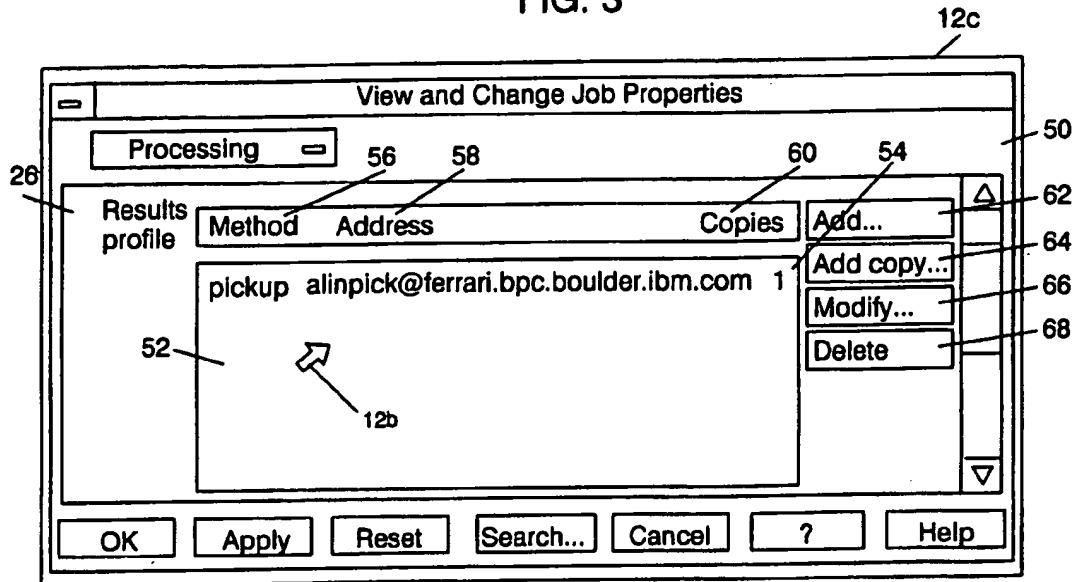 FIG. 3
12c
View and Change Job Properties
50
Processing
56
58
60
54
26
62
Results profile
Method Address Copies
Add...
64
Add copy...
pickup alinpick@ferrari.bpc.boulder.ibm.com 1
66
Modify...
68
Delete
52
12b
OK Apply Reset Search... Cancel ? Help